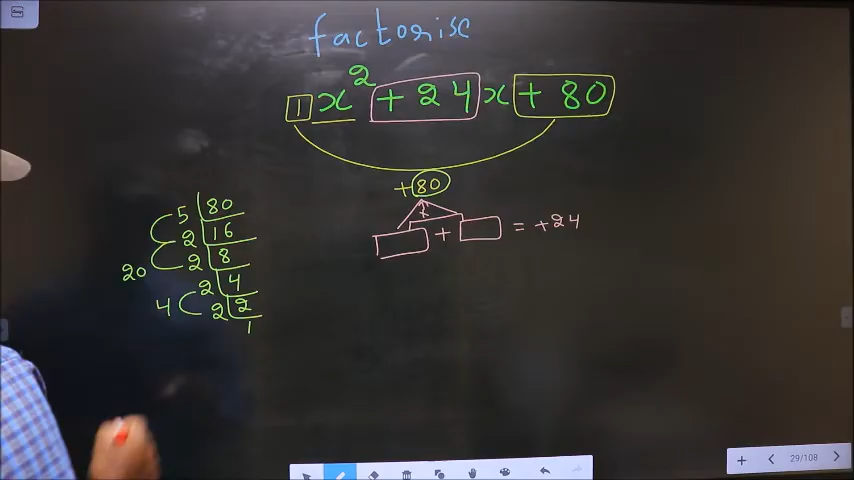 factorise
1x² + 24x + 80
+80
□ + □ = +24
5 | 80
2 | 16
2 | 8
2 | 4
2 | 2
1
20
4
29/108